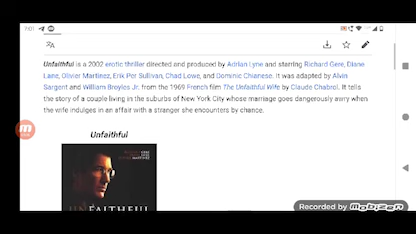 Unfaithful is a 2002 erotic thriller directed and produced by Adrian Lyne and starring Richard Gere, Diane
Lane, Olivier Martinez, Erik Per Sullivan, Chad Lowe, and Dominic Chianese. It was adapted by Alvin
Sargent and William Broyles Jr. from the 1969 French film The Unfaithful Wife by Claude Chabrol. It tells
the story of a couple living in the suburbs of New York City whose marriage goes dangerously awry when
the wife indulges in an affair with a stranger she encounters by chance.
Unfaithful
UNFAITHFUL
Recorded by Mobizen